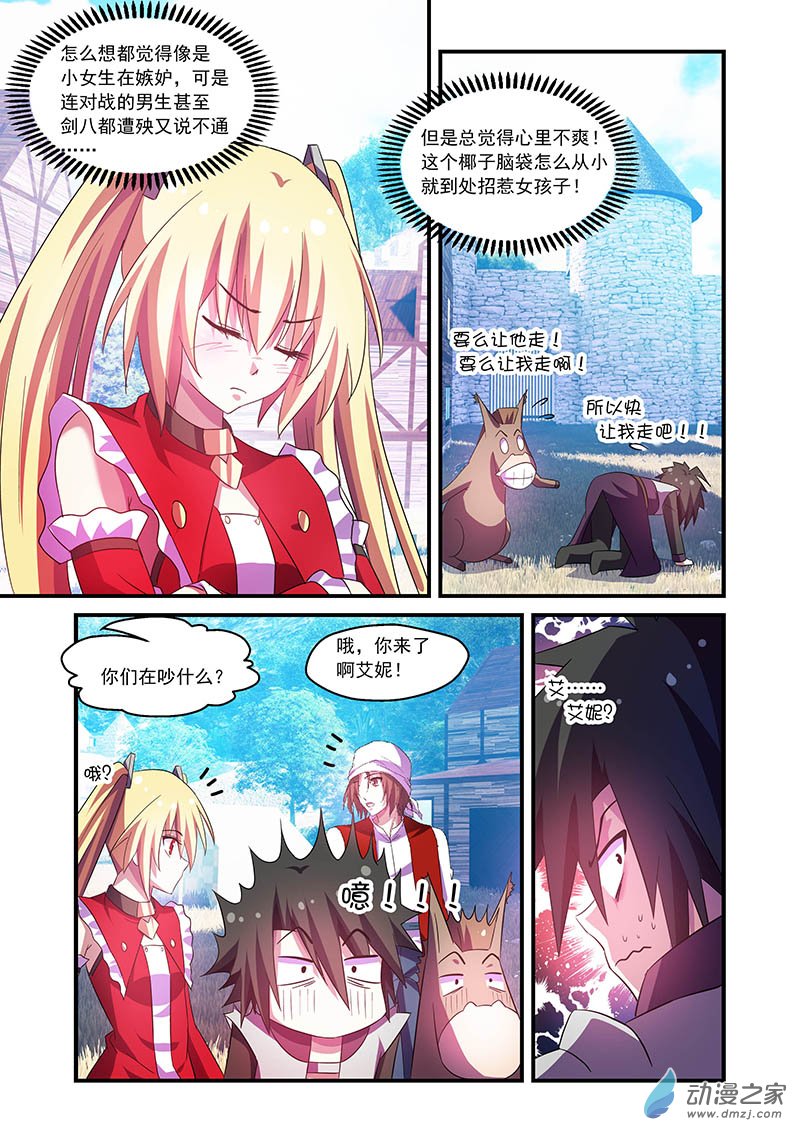 怎么想都觉得像是
小女生在嫉妒，可是
连对战的男生甚至
剑八都遭殃又说不通
……
但是总觉得心里不爽！
这个椰子脑袋怎么从小
就到处招惹女孩子！
要么让他走！
要么让我走啊！
所以快
让我走吧！！
你们在吵什么？
哦，你来了
啊艾妮！
哦？
噫！！！
艾……
艾妮？
动漫之家
www.dmzj.com